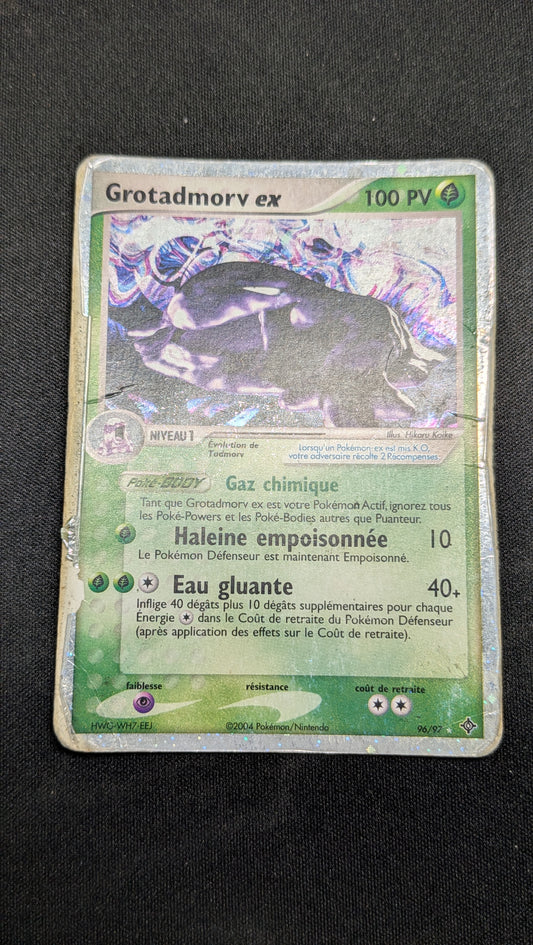 Grotadmorv ex 100 PV
NIVEAU 1
Évolution de
Tadmorv
Illus. Hikaru Koike
Lorsqu'un Pokémon-ex est mis K.O.,
votre adversaire récolte 2 Récompenses.
Poké-BODY Gaz chimique
Tant que Grotadmorv ex est votre Pokémon Actif, ignorez tous
les Poké-Powers et les Poké-Bodies autres que Puanteur.
Haleine empoisonnée 10
Le Pokémon Défenseur est maintenant Empoisonné.
Eau gluante 40+
Inflige 40 dégâts plus 10 dégâts supplémentaires pour chaque
Énergie dans le Coût de retraite du Pokémon Défenseur
(après application des effets sur le Coût de retraite).
faiblesse résistance coût de retraite
HWG-WH7-EEJ ©2004 Pokémon/Nintendo 96/97